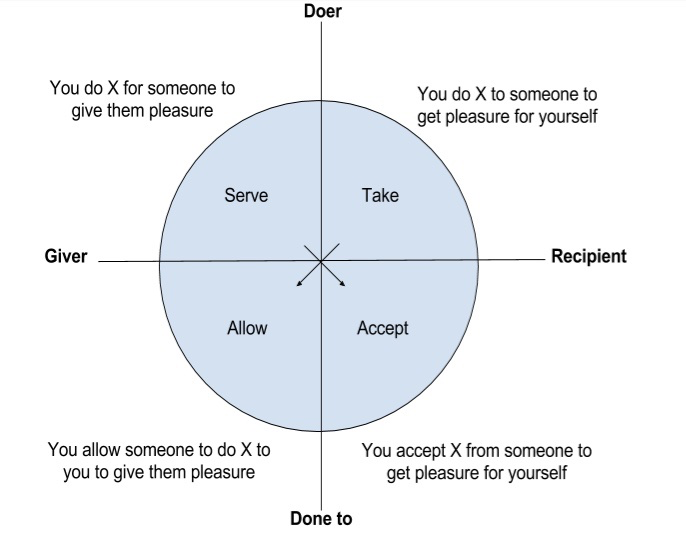 Doer
You do X for someone to
give them pleasure
You do X to someone to
get pleasure for yourself
Serve
Take
Giver
Recipient
Allow
Accept
You allow someone to do X to
you to give them pleasure
You accept X from someone to
get pleasure for yourself
Done to